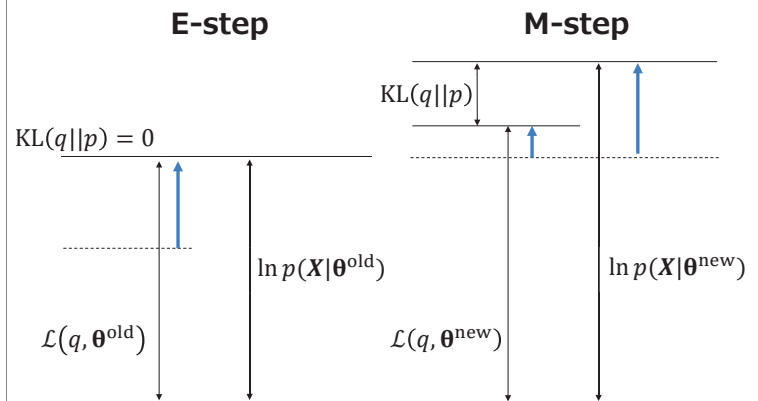 E-step
KL(q||p) = 0
ln p(X|θ^old)
ℒ(q, θ^old)
M-step
KL(q||p)
ln p(X|θ^new)
ℒ(q, θ^new)